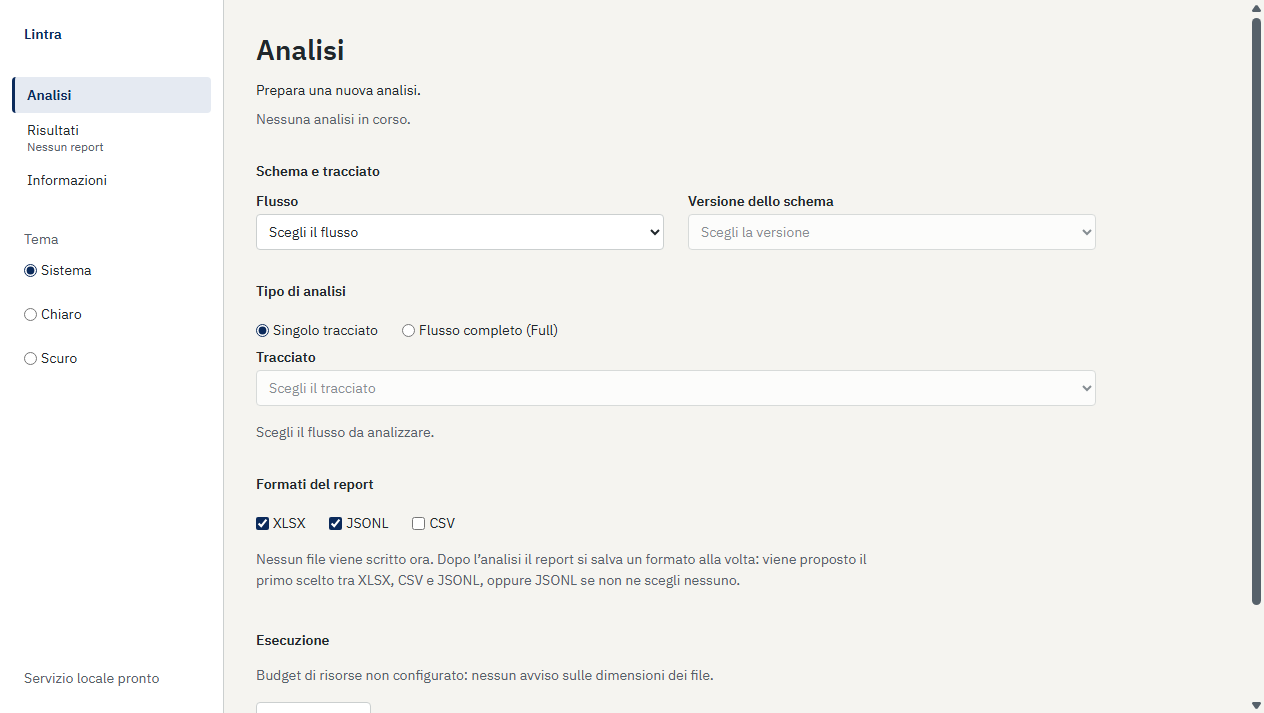 Lintra
Analisi
Risultati
Nessun report
Informazioni
Tema
Sistema
Chiaro
Scuro
Servizio locale pronto
Analisi
Prepara una nuova analisi.
Nessuna analisi in corso.
Schema e tracciato
Flusso
Versione dello schema
Scegli il flusso
Scegli la versione
Tipo di analisi
Singolo tracciato
Flusso completo (Full)
Tracciato
Scegli il tracciato
Scegli il flusso da analizzare.
Formati del report
XLSX
JSONL
CSV
Nessun file viene scritto ora. Dopo l’analisi il report si salva un formato alla volta: viene proposto il
primo scelto tra XLSX, CSV e JSONL, oppure JSONL se non ne scegli nessuno.
Esecuzione
Budget di risorse non configurato: nessun avviso sulle dimensioni dei file.